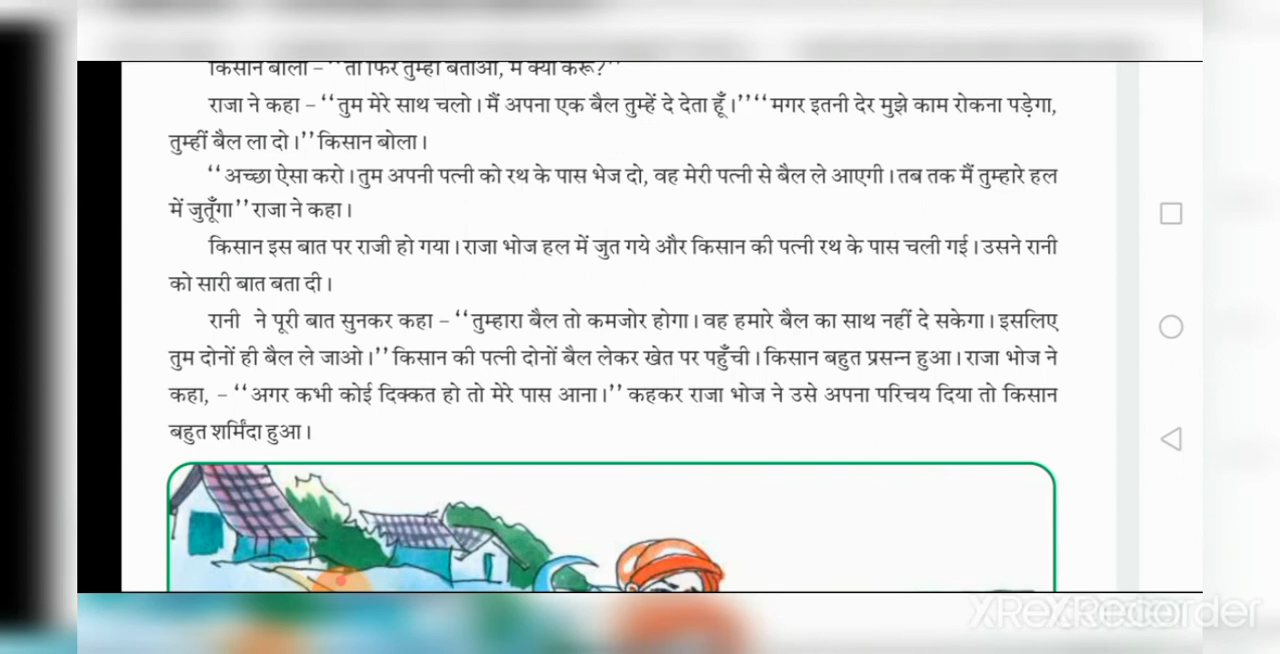 किसान बोला – ‘‘तो फिर तुम्हीं बताओ, मैं क्या करूँ?’’
राजा ने कहा – ‘‘तुम मेरे साथ चलो। मैं अपना एक बैल तुम्हें दे देता हूँ।’’ ‘‘मगर इतनी देर मुझे काम रोकना पड़ेगा,
तुम्हीं बैल ला दो।’’ किसान बोला।
‘‘अच्छा ऐसा करो। तुम अपनी पत्नी को रथ के पास भेज दो, वह मेरी पत्नी से बैल ले आएगी। तब तक मैं तुम्हारे हल
में जुतूँगा’’ राजा ने कहा।
किसान इस बात पर राजी हो गया। राजा भोज हल में जुत गये और किसान की पत्नी रथ के पास चली गई। उसने रानी
को सारी बात बता दी।
रानी ने पूरी बात सुनकर कहा – ‘‘तुम्हारा बैल तो कमजोर होगा। वह हमारे बैल का साथ नहीं दे सकेगा। इसलिए
तुम दोनों ही बैल ले जाओ।’’ किसान की पत्नी दोनों बैल लेकर खेत पर पहुँची। किसान बहुत प्रसन्न हुआ। राजा भोज ने
कहा, – ‘‘अगर कभी कोई दिक्कत हो तो मेरे पास आना।’’ कहकर राजा भोज ने उसे अपना परिचय दिया तो किसान
बहुत शर्मिंदा हुआ।